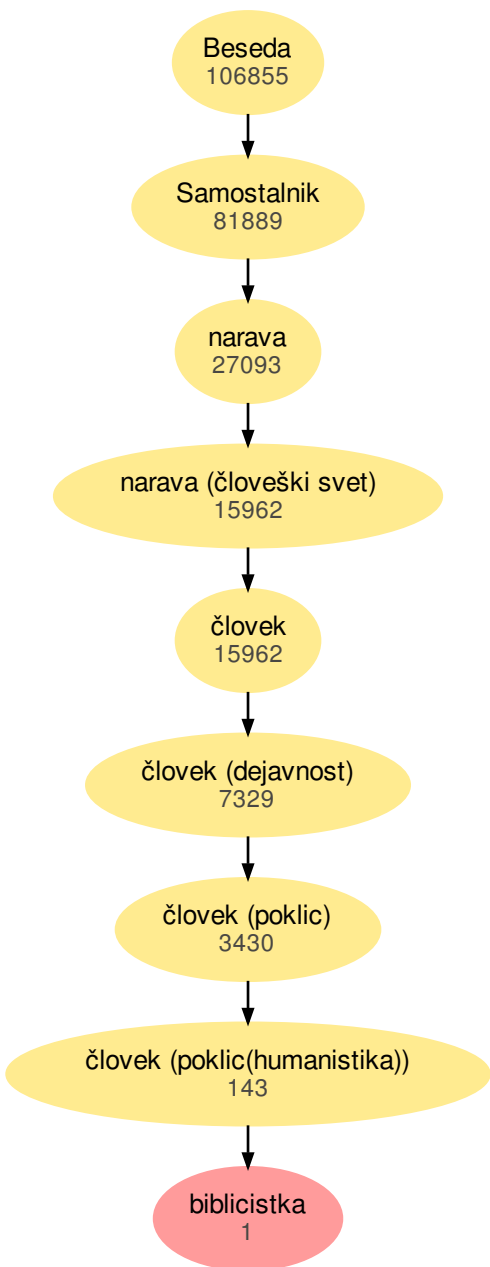 Beseda
106855
Samostalnik
81889
narava
27093
narava (človeški svet)
15962
človek
15962
človek (dejavnost)
7329
človek (poklic)
3430
človek (poklic(humanistika))
143
biblicistka
1